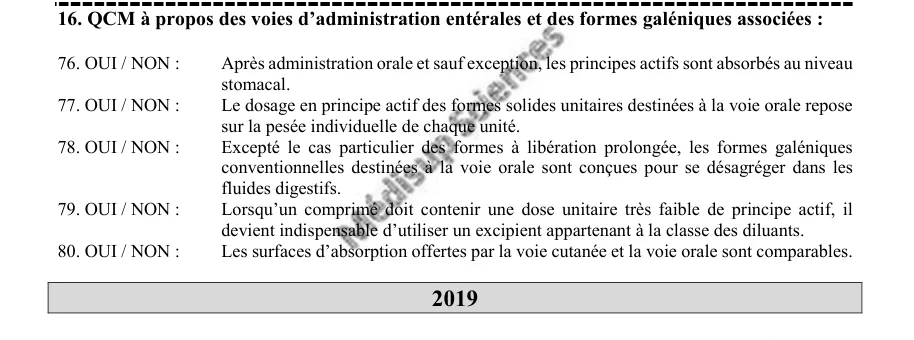 16. QCM à propos des voies d’administration entérales et des formes galéniques associées :
76. OUI / NON : Après administration orale et sauf exception, les principes actifs sont absorbés au niveau
stomacal.
77. OUI / NON : Le dosage en principe actif des formes solides unitaires destinées à la voie orale repose
sur la pesée individuelle de chaque unité.
78. OUI / NON : Excepté le cas particulier des formes à libération prolongée, les formes galéniques
conventionnelles destinées à la voie orale sont conçues pour se désagréger dans les
fluides digestifs.
79. OUI / NON : Lorsqu’un comprimé doit contenir une dose unitaire très faible de principe actif, il
devient indispensable d’utiliser un excipient appartenant à la classe des diluants.
80. OUI / NON : Les surfaces d’absorption offertes par la voie cutanée et la voie orale sont comparables.
Médisup Sciences
2019